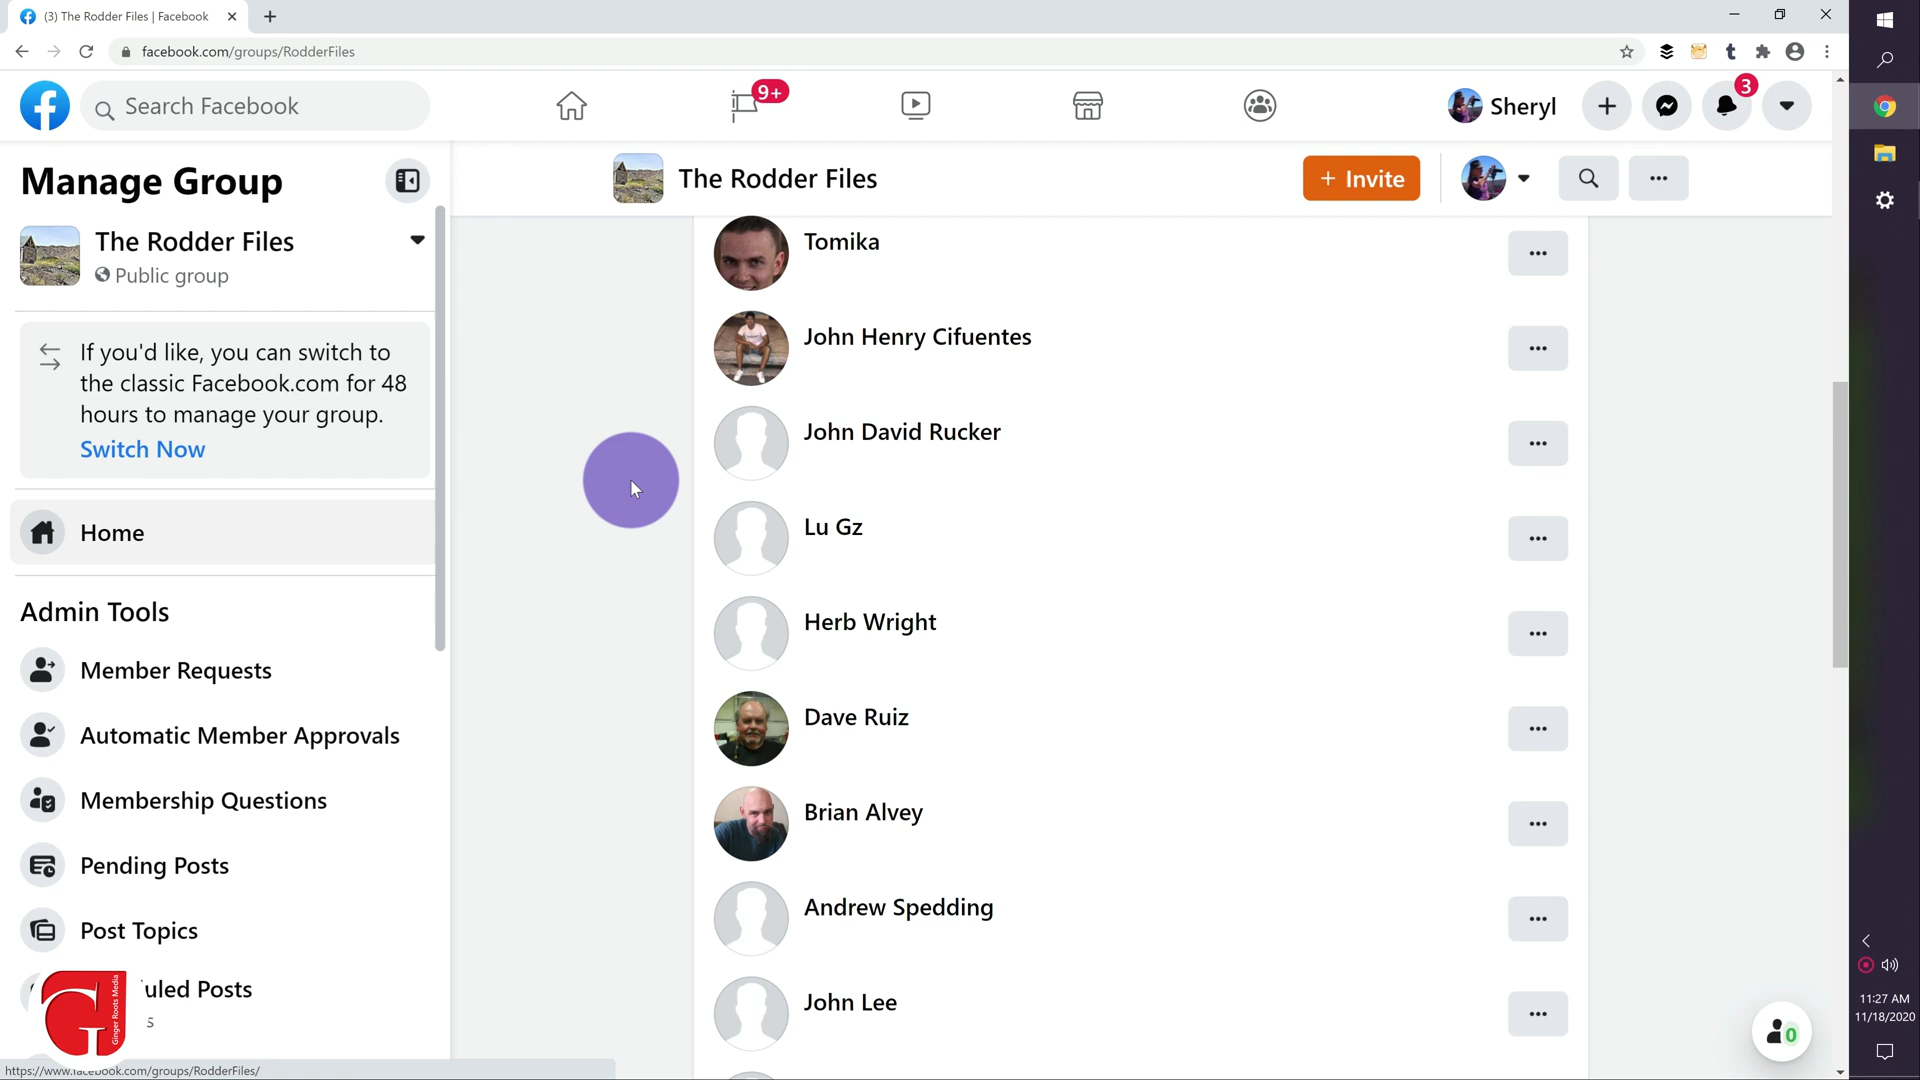 (3) The Rodder Files | Facebook
facebook.com/groups/RodderFiles
Search Facebook
9+
Sheryl
3
Manage Group
The Rodder Files
Public group
If you'd like, you can switch to
the classic Facebook.com for 48
hours to manage your group.
Switch Now
Home
Admin Tools
Member Requests
Automatic Member Approvals
Membership Questions
Pending Posts
Post Topics
uled Posts
s
Ginger Roots Media
https://www.facebook.com/groups/RodderFiles/
The Rodder Files
+ Invite
Tomika
John Henry Cifuentes
John David Rucker
Lu Gz
Herb Wright
Dave Ruiz
Brian Alvey
Andrew Spedding
John Lee
0
11:27 AM
11/18/2020